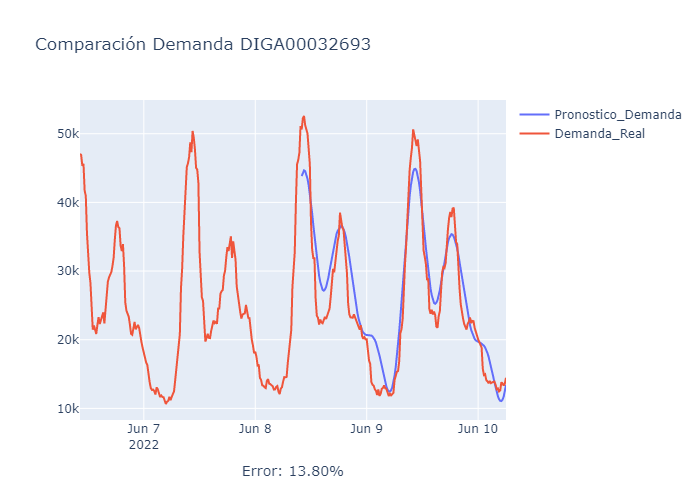 Comparación Demanda DIGA00032693
Pronostico_Demanda
Demanda_Real
50k
40k
30k
20k
10k
Jun 7
2022
Jun 8
Jun 9
Jun 10
Error: 13.80%